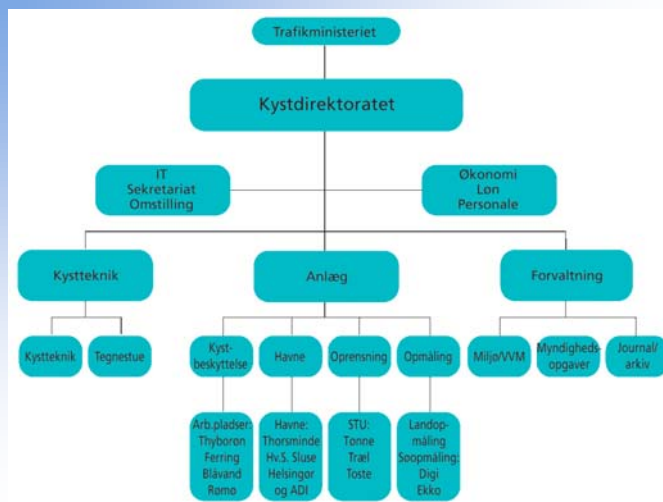 Trafikministeriet
Kystdirektoratet
IT
Sekretariat
Omstilling
Økonomi
Løn
Personale
Kystteknik
Anlæg
Forvaltning
Kystteknik
Tegnestue
Kyst-
beskyttelse
Havne
Oprensning
Opmåling
Miljø/VVM
Myndigheds-
opgaver
Journal/
arkiv
Arb.pladser:
Thyborøn
Ferring
Blåvand
Rømø
Havne:
Thorsminde
Hv.S. Sluse
Helsingor
og ADI
STU:
Tønne
Træl
Toste
Landop-
måling
Søopmåling:
Digi
Ekko